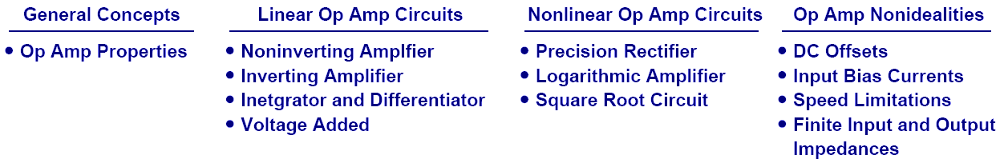 General Concepts
• Op Amp Properties
Linear Op Amp Circuits
• Noninverting Amplfier
• Inverting Amplifier
• Inetgrator and Differentiator
• Voltage Added
Nonlinear Op Amp Circuits
• Precision Rectifier
• Logarithmic Amplifier
• Square Root Circuit
Op Amp Nonidealities
• DC Offsets
• Input Bias Currents
• Speed Limitations
• Finite Input and Output
Impedances